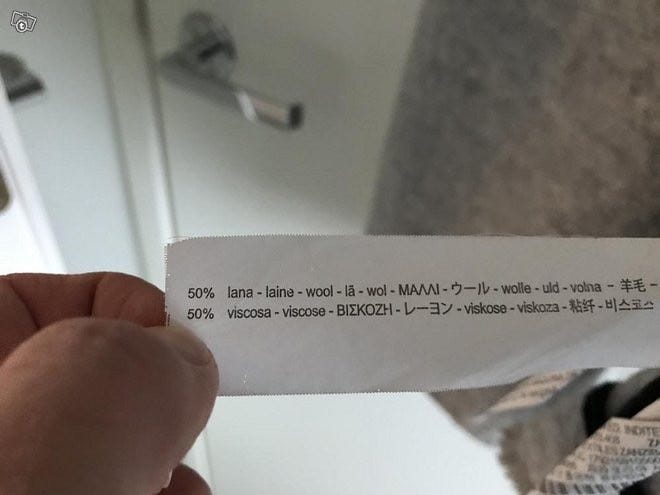 50% lana - laine - wool - lã - wol - ΜΑΛΛΙ - ウール - wolle - uld - volna - 羊毛 -
50% viscosa - viscose - ΒΙΣΚΟΖΗ - レーヨン - viskose - viskoza - 粘纤 - 비스코스